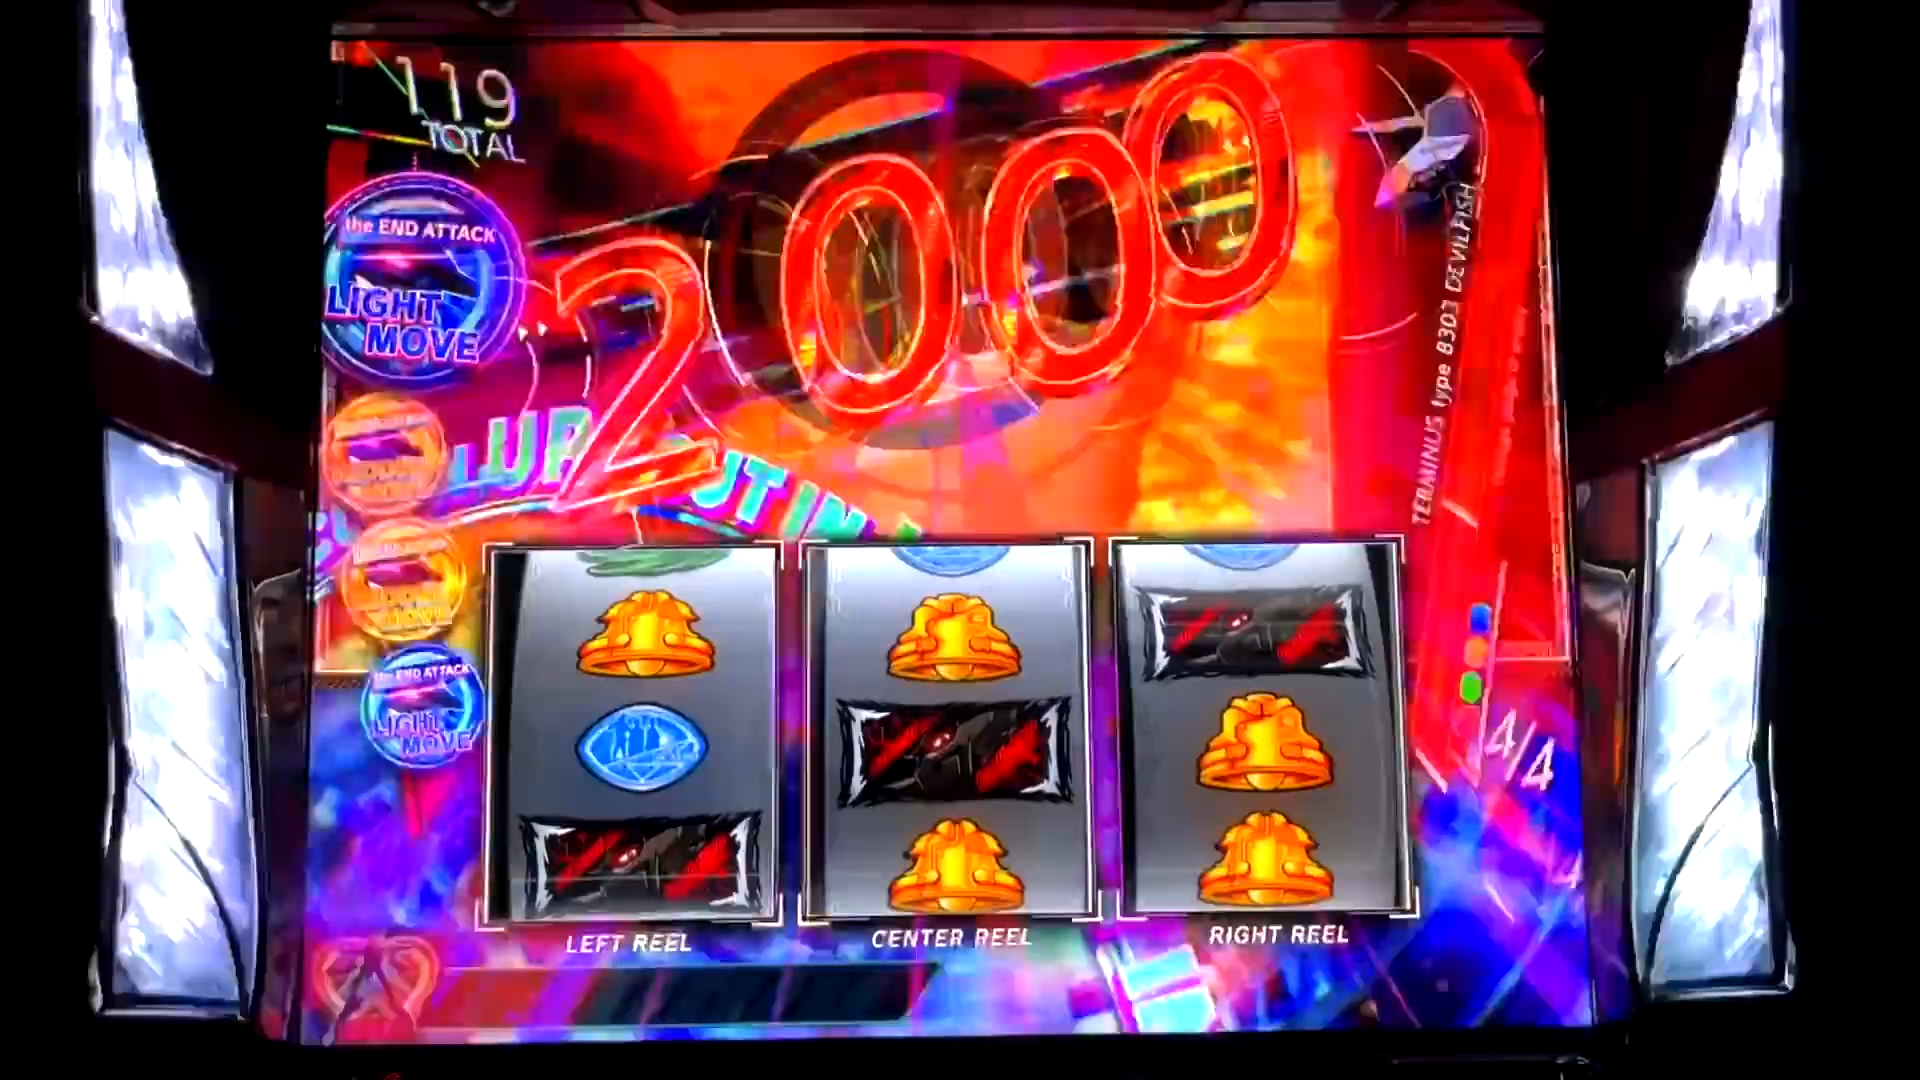 119
TOTAL
the END ATTACK
LIGHT
MOVE
2000
TERMINUS type B303 DEVILFISH
the END ATTACK
LIGHT
MOVE
4/4
LEFT REEL
CENTER REEL
RIGHT REEL